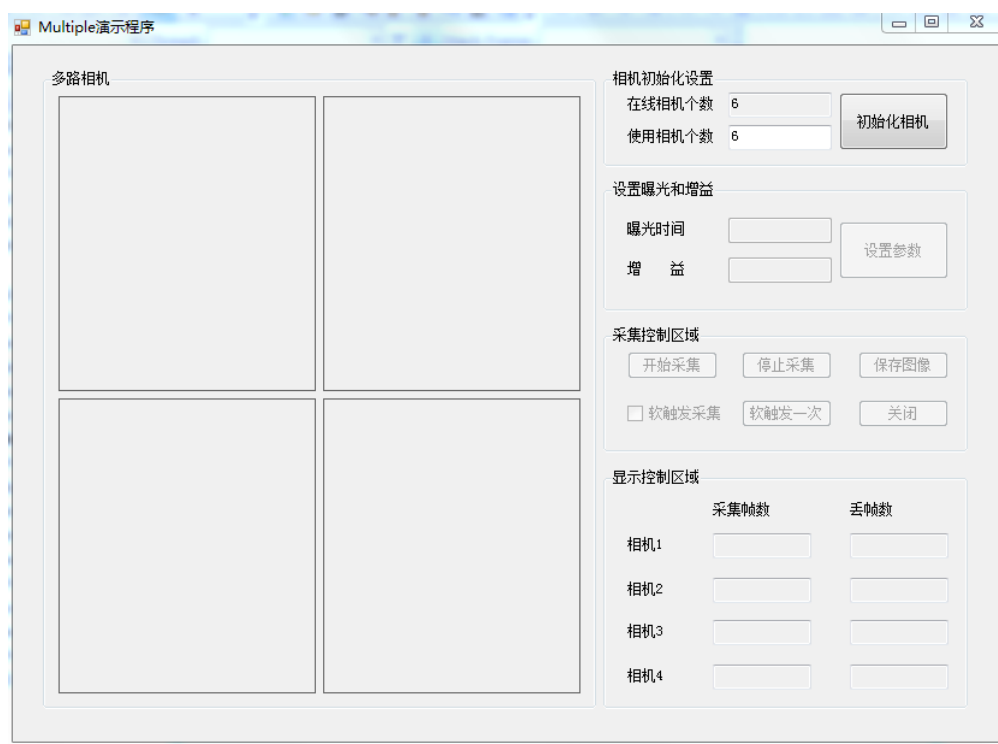 Multiple演示程序
多路相机
相机初始化设置
在线相机个数 6
使用相机个数 6
初始化相机
设置曝光和增益
曝光时间
增 益
设置参数
采集控制区域
开始采集 停止采集 保存图像
软触发采集 软触发一次 关闭
显示控制区域
采集帧数 丢帧数
相机1
相机2
相机3
相机4